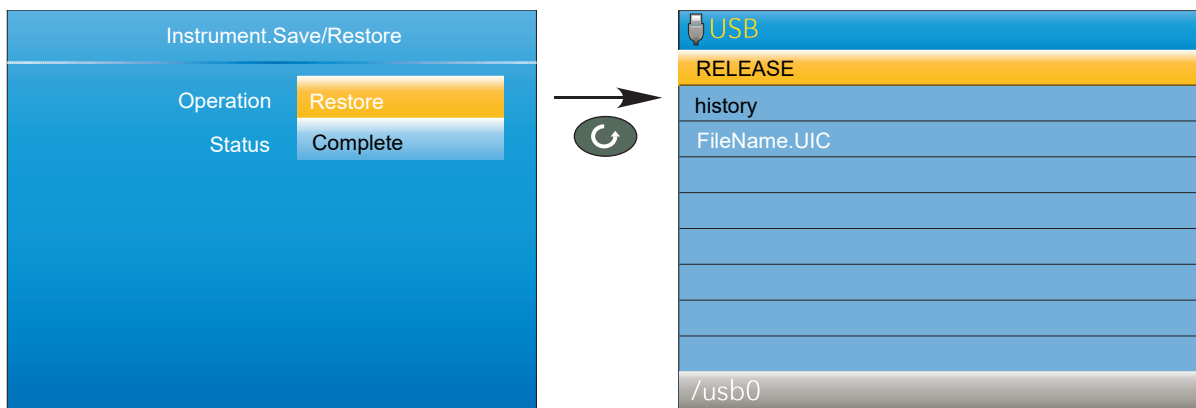 Instrument.Save/Restore
Operation Restore
Status Complete
USB
RELEASE
history
FileName.UIC
/usb0